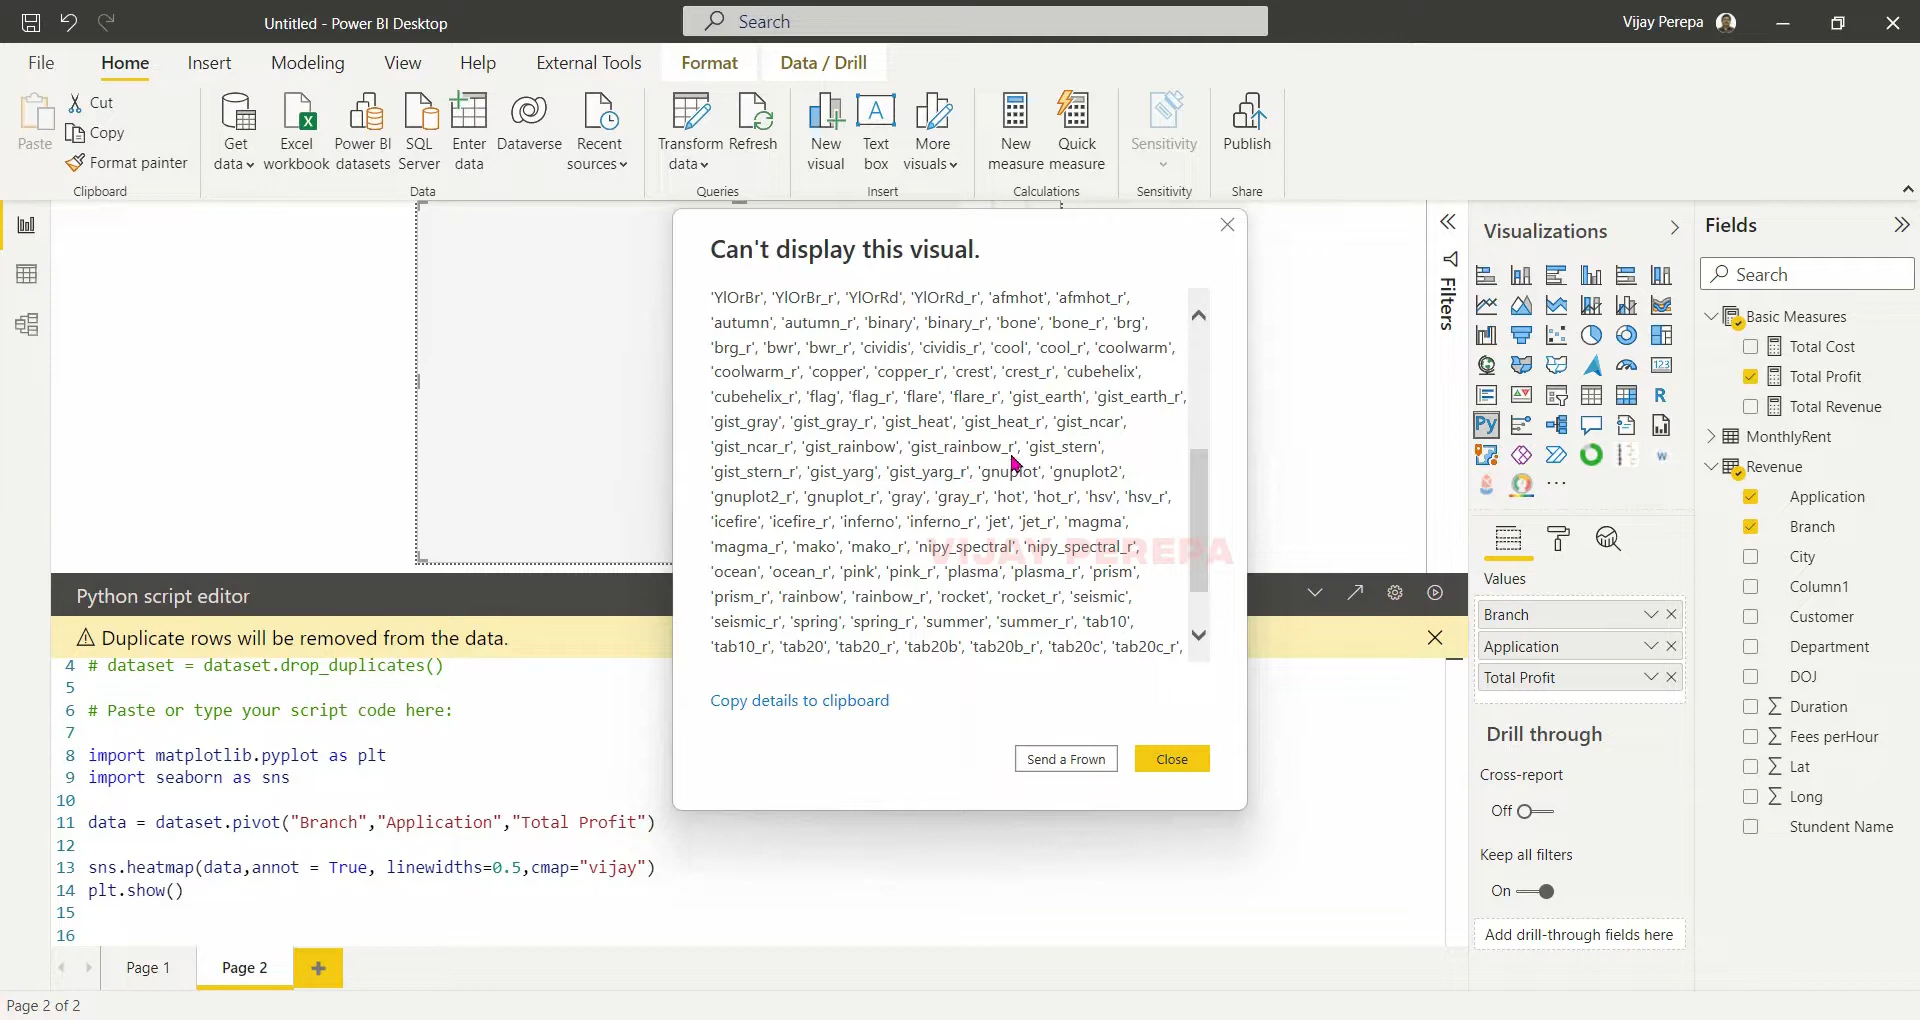 Untitled - Power BI Desktop
Search
Vijay Perepa
File
Home
Insert
Modeling
View
Help
External Tools
Format
Data / Drill
Paste
Cut
Copy
Format painter
Clipboard
Get data
Excel workbook
Power BI datasets
SQL Server
Enter data
Dataverse
Recent sources
Data
Transform data
Refresh
Queries
New visual
Text box
More visuals
Insert
New measure
Quick measure
Calculations
Sensitivity
Sensitivity
Publish
Share
Can't display this visual.
'YlOrBr', 'YlOrBr_r', 'YlOrRd', 'YlOrRd_r', 'afmhot', 'afmhot_r',
'autumn', 'autumn_r', 'binary', 'binary_r', 'bone', 'bone_r', 'brg',
'brg_r', 'bwr', 'bwr_r', 'cividis', 'cividis_r', 'cool', 'cool_r', 'coolwarm',
'coolwarm_r', 'copper', 'copper_r', 'crest', 'crest_r', 'cubehelix',
'cubehelix_r', 'flag', 'flag_r', 'flare', 'flare_r', 'gist_earth', 'gist_earth_r',
'gist_gray', 'gist_gray_r', 'gist_heat', 'gist_heat_r', 'gist_ncar',
'gist_ncar_r', 'gist_rainbow', 'gist_rainbow_r', 'gist_stern',
'gist_stern_r', 'gist_yarg', 'gist_yarg_r', 'gnuplot', 'gnuplot2',
'gnuplot2_r', 'gnuplot_r', 'gray', 'gray_r', 'hot', 'hot_r', 'hsv', 'hsv_r',
'icefire', 'icefire_r', 'inferno', 'inferno_r', 'jet', 'jet_r', 'magma',
'magma_r', 'mako', 'mako_r', 'nipy_spectral', 'nipy_spectral_r',
'ocean', 'ocean_r', 'pink', 'pink_r', 'plasma', 'plasma_r', 'prism',
'prism_r', 'rainbow', 'rainbow_r', 'rocket', 'rocket_r', 'seismic',
'seismic_r', 'spring', 'spring_r', 'summer', 'summer_r', 'tab10',
'tab10_r', 'tab20', 'tab20_r', 'tab20b', 'tab20b_r', 'tab20c', 'tab20c_r',
VIJAY PEREPA
Copy details to clipboard
Send a Frown
Close
Python script editor
Duplicate rows will be removed from the data.
4 # dataset = dataset.drop_duplicates()
5
6 # Paste or type your script code here:
7
8 import matplotlib.pyplot as plt
9 import seaborn as sns
10
11 data = dataset.pivot("Branch","Application","Total Profit")
12
13 sns.heatmap(data,annot = True, linewidths=0.5,cmap="vijay")
14 plt.show()
15
16
Page 1
Page 2
+
Page 2 of 2
Filters
Visualizations
123
R
Py
Values
Branch
Application
Total Profit
Drill through
Cross-report
Off
Keep all filters
On
Add drill-through fields here
Fields
Search
Basic Measures
Total Cost
Total Profit
Total Revenue
MonthlyRent
Revenue
Application
Branch
City
Column1
Customer
Department
DOJ
Duration
Fees perHour
Lat
Long
Stundent Name